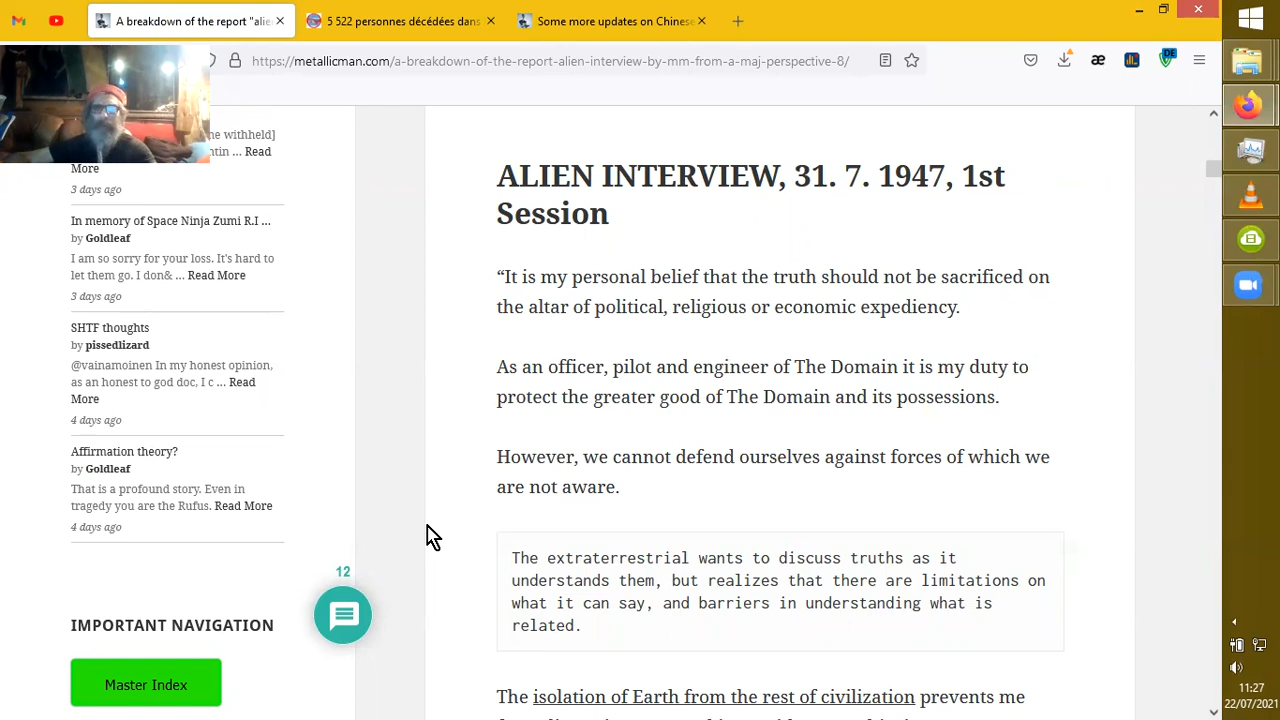 A breakdown of the report "alie
5 522 personnes décédées dans
Some more updates on Chinese
https://metallicman.com/a-breakdown-of-the-r
alien-interview-by-mm-from-a-maj-perspective-8/
æ
DE
ne withheld]
ntin … Read
More
3 days ago
In memory of Space Ninja Zumi R.I …
by Goldleaf
I am so sorry for your loss. It's hard to
let them go. I don& … Read More
3 days ago
SHTF thoughts
by pissedlizard
@vainamoinen In my honest opinion,
as an honest to god doc, I c … Read
More
4 days ago
Affirmation theory?
by Goldleaf
That is a profound story. Even in
tragedy you are the Rufus. Read More
4 days ago
12
IMPORTANT NAVIGATION
Master Index
ALIEN INTERVIEW, 31. 7. 1947, 1st
Session
“It is my personal belief that the truth should not be sacrificed on
the altar of political, religious or economic expediency.
As an officer, pilot and engineer of The Domain it is my duty to
protect the greater good of The Domain and its possessions.
However, we cannot defend ourselves against forces of which we
are not aware.
The extraterrestrial wants to discuss truths as it
understands them, but realizes that there are limitations on
what it can say, and barriers in understanding what is
related.
The isolation of Earth from the rest of civilization prevents me
11:27
22/07/2021